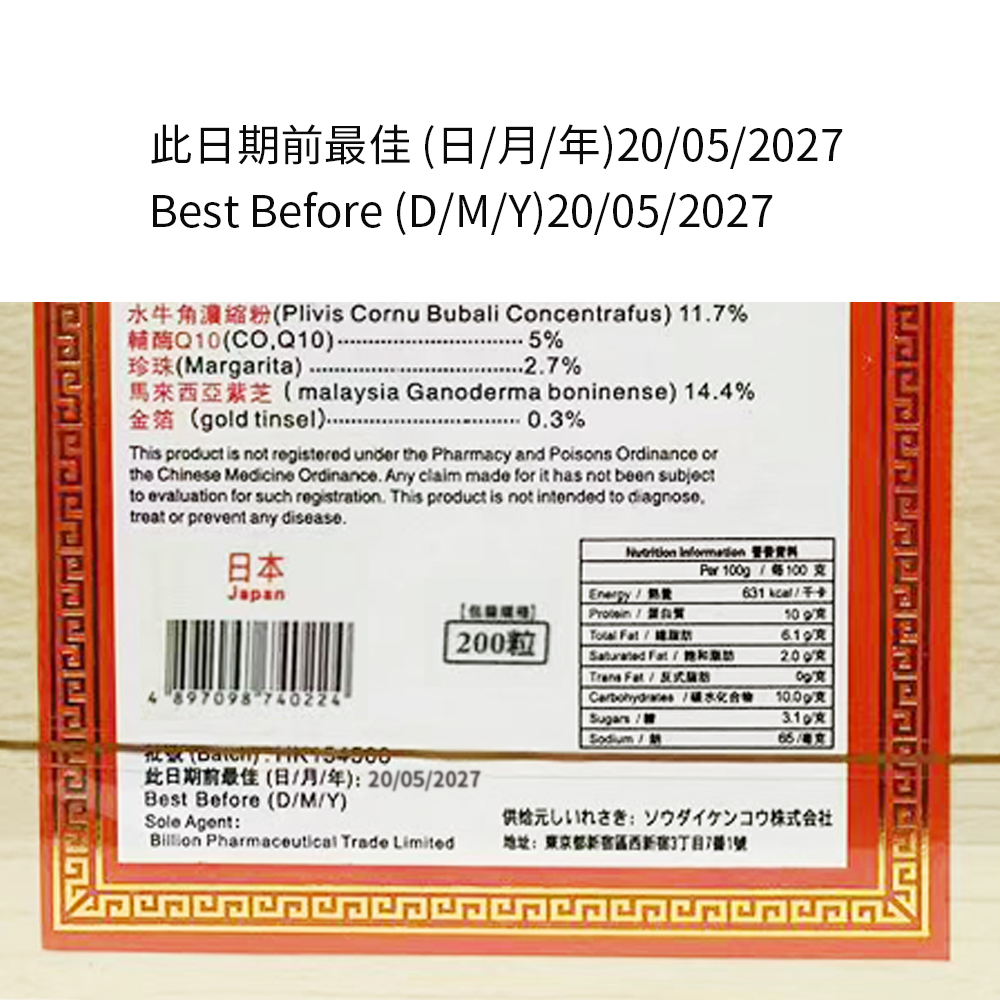 此日期前最佳 (日/月/年)20/05/2027
Best Before (D/M/Y)20/05/2027
水牛角濃縮粉(Plivis Cornu Bubali Concentrafus) 11.7%
輔酶Q10(CO,Q10)························ 5%
珍珠(Margarita) ························2.7%
馬來西亞紫芝 ( malaysia Ganoderma boninense) 14.4%
金箔 (gold tinsel)························ 0.3%
This product is not registered under the Pharmacy and Poisons Ordinance or
the Chinese Medicine Ordinance. Any claim made for it has not been subject
to evaluation for such registration. This product is not intended to diagnose,
treat or prevent any disease.
日本
Japan
4 897098 740224
200粒
Nutrition Information 營養資料
Per 100g / 每100 克
Energy / 熱量 631 kcal/千卡
Protein / 蛋白質 10 g/克
Total Fat / 總脂肪 6.1 g/克
Saturated Fat / 飽和脂肪 2.0 g/克
Trans Fat / 反式脂肪 0g/克
Carbohydrates / 碳水化合物 10.0g/克
Sugars / 糖 3.1 g/克
Sodium / 鈉 65 /毫克
批號 (Batch) : HK134566
此日期前最佳 (日/月/年): 20/05/2027
Best Before (D/M/Y)
Sole Agent:
Billion Pharmaceutical Trade Limited
供給元しいれさき: ソウダイケンコウ株式会社
地址: 東京都新宿區西新宿3丁目7番1號